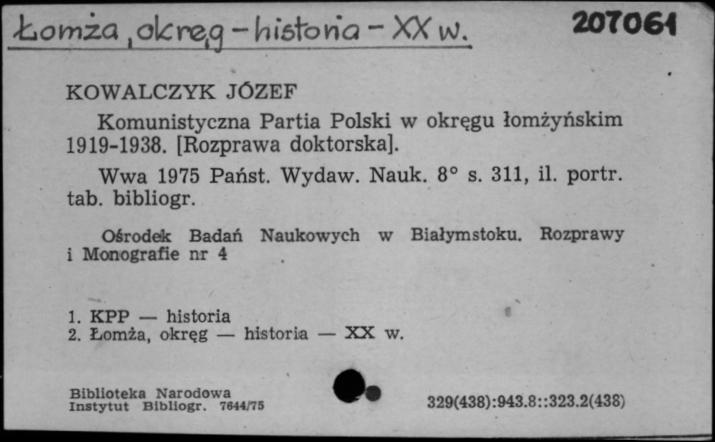 Łomża, okręg – historia – XX w.
207061
KOWALCZYK JÓZEF
Komunistyczna Partia Polski w okręgu łomżyńskim
1919-1938. [Rozprawa doktorska].
Wwa 1975 Państ. Wydaw. Nauk. 8° s. 311, il. portr.
tab. bibliogr.
Ośrodek Badań Naukowych w Białymstoku. Rozprawy
i Monografie nr 4
1. KPP — historia
2. Łomża, okręg — historia — XX w.
Biblioteka Narodowa
Instytut Bibliogr. 7644/75
329(438):943.8::323.2(438)